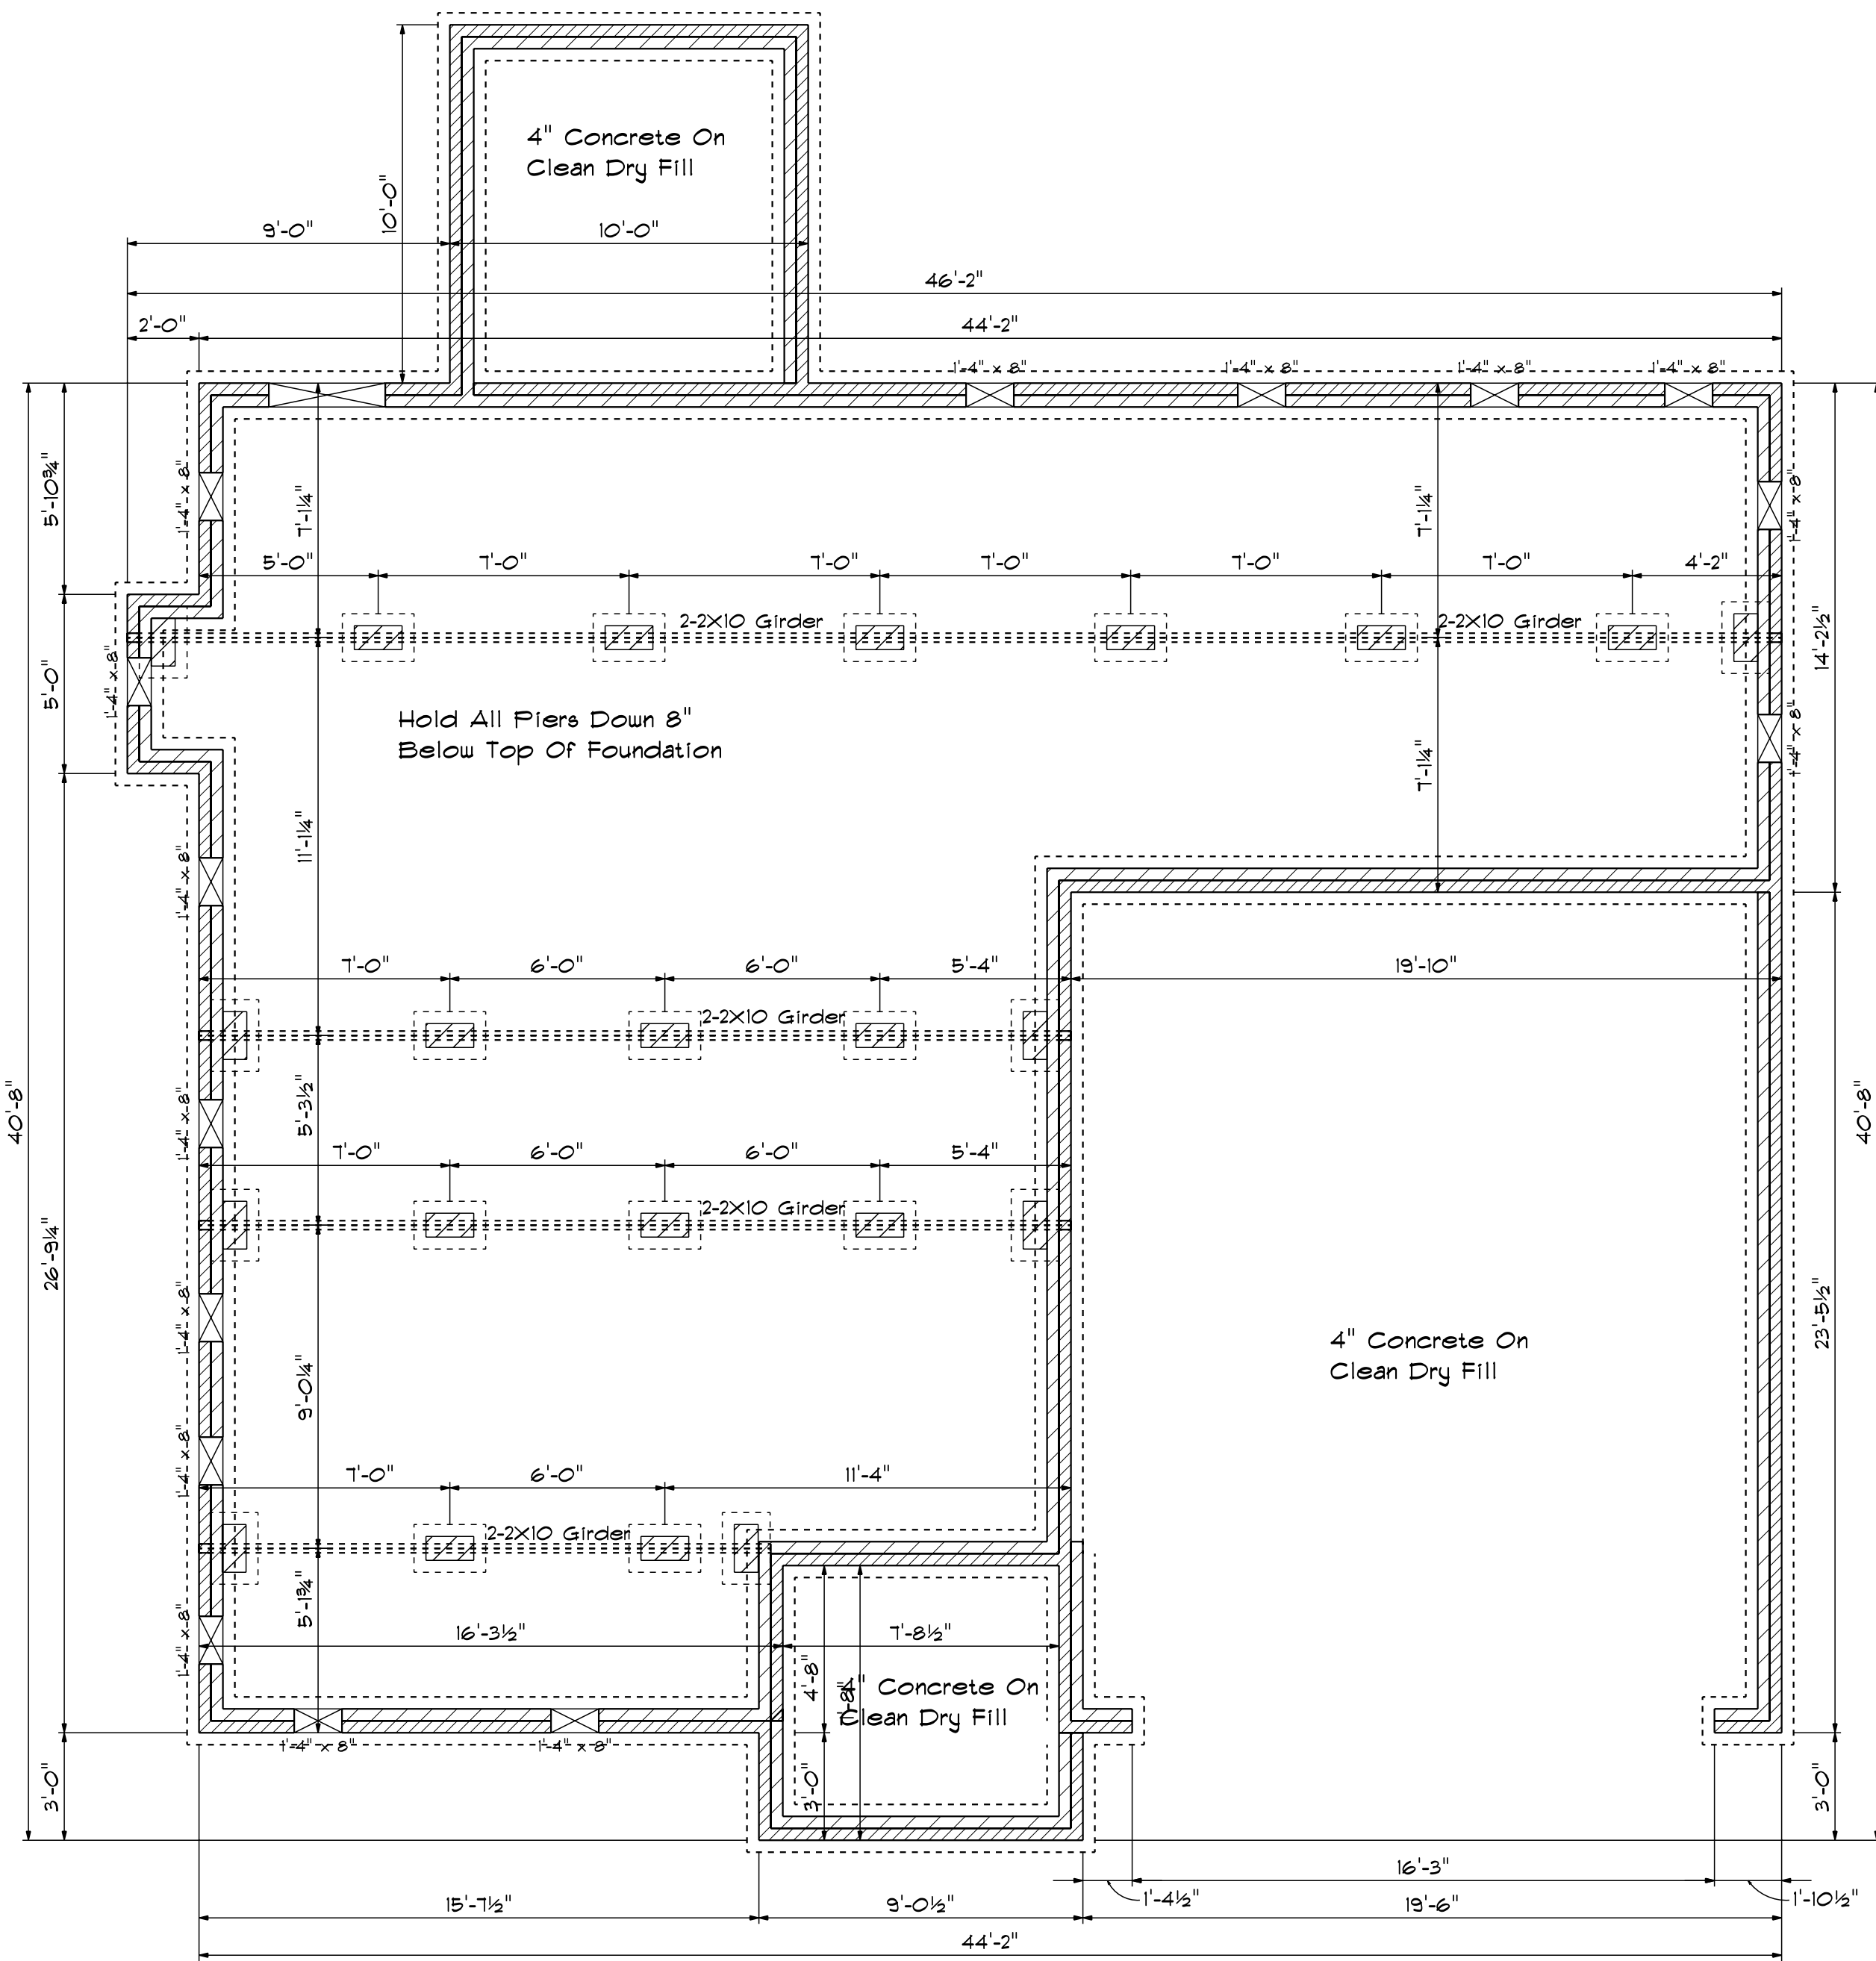 4" Concrete On
Clean Dry Fill
10'-0"
9'-0"
10'-0"
46'-2"
2'-0"
44'-2"
1'-4" x 8"
1'-4" x 8"
1'-4" x 8"
1'-4" x 8"
5'-10¾"
1'-4" x 8"
7'-1¼"
7'-1¼"
1'-4" x 8"
5'-0"
7'-0"
7'-0"
7'-0"
7'-0"
7'-0"
4'-2"
2-2X10 Girder
2-2X10 Girder
14'-2½"
5'-0"
1'-4" x 8"
Hold All Piers Down 8"
Below Top Of Foundation
7'-1¼"
1'-4" x 8"
11'-1¼"
1'-4" x 8"
7'-0"
6'-0"
6'-0"
5'-4"
19'-10"
2-2X10 Girder
40'-8"
5'-3½"
1'-4" x 8"
40'-8"
7'-0"
6'-0"
6'-0"
5'-4"
2-2X10 Girder
26'-9¼"
1'-4" x 8"
23'-5½"
4" Concrete On
Clean Dry Fill
9'-0¼"
1'-4" x 8"
7'-0"
6'-0"
11'-4"
2-2X10 Girder
5'-1¾"
1'-4" x 8"
16'-3½"
7'-8½"
4'-8"
4" Concrete On
Clean Dry Fill
1'-4" x 8"
1'-4" x 8"
3'-0"
3'-0"
3'-0"
16'-3"
1'-4½"
1'-10½"
15'-7½"
9'-0½"
19'-6"
44'-2"